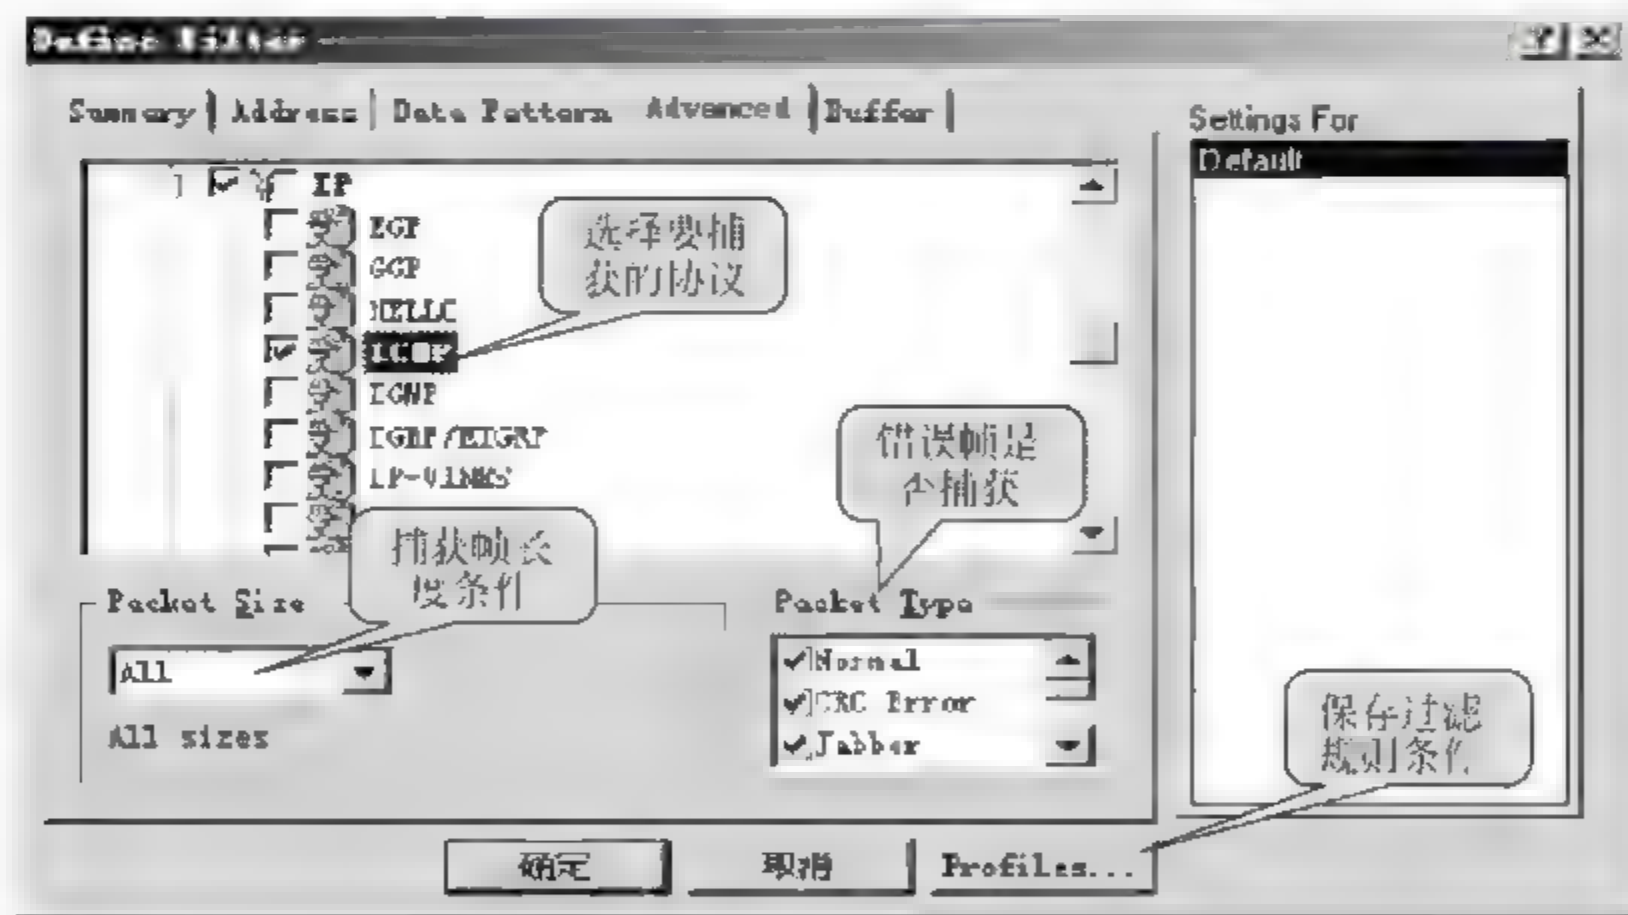 Define Filter
Summary Address Data Pattern Advanced Buffer
Settings For
Default
IP
EGP
GGP
HELLO
ICMP
IGMP
IGRP/EIGRP
选择要捕
获的协议
错误帧是
否捕获
捕获帧长
度条件
Packet Size
All
All sizes
Packet Type
Normal
CRC Error
Jabber
保存过滤
规则条件
确定 取消 Profiles...